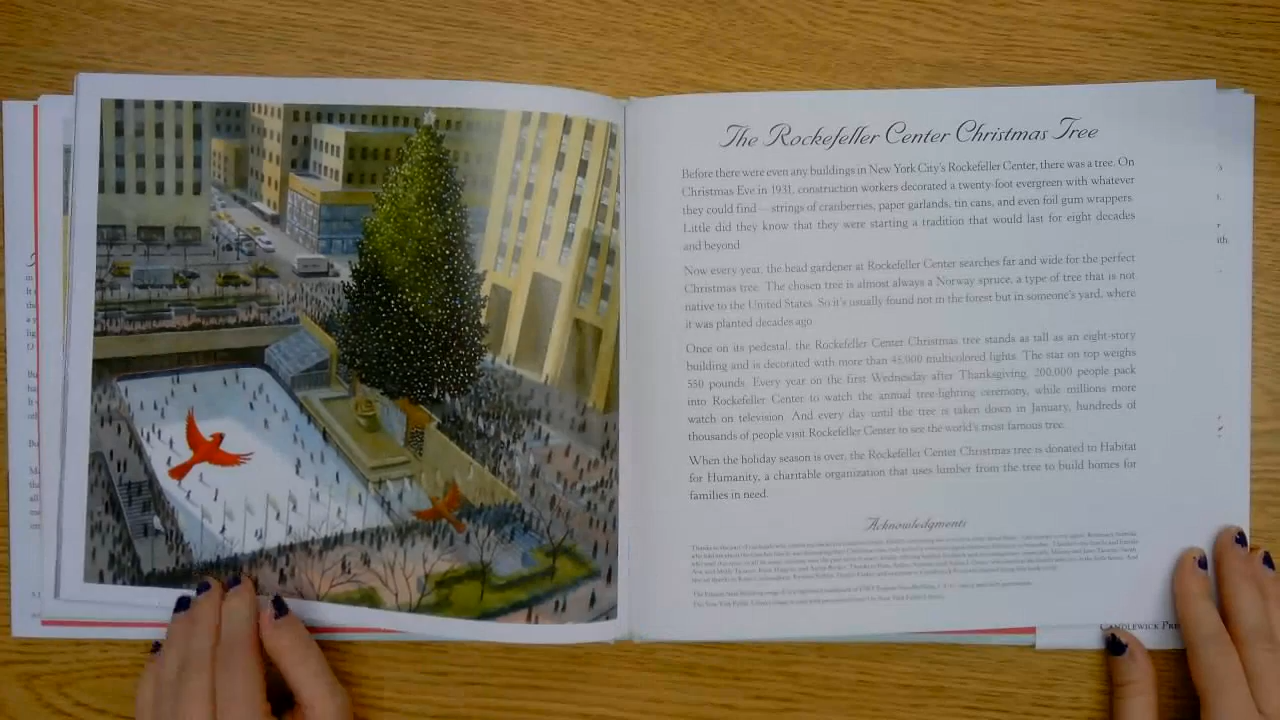 The Rockefeller Center Christmas Tree
Before there were even any buildings in New York City's Rockefeller Center, there was a tree. On
Christmas Eve in 1931, construction workers decorated a twenty-foot evergreen with whatever
they could find — strings of cranberries, paper garlands, tin cans, and even foil gum wrappers.
Little did they know that they were starting a tradition that would last for eight decades
and beyond.
Now every year, the head gardener at Rockefeller Center searches far and wide for the perfect
Christmas tree. The chosen tree is almost always a Norway spruce, a type of tree that is not
native to the United States. So it's usually found not in the forest but in someone's yard, where
it was planted decades ago.
Once on its pedestal, the Rockefeller Center Christmas tree stands as tall as an eight-story
building and is decorated with more than 45,000 multicolored lights. The star on top weighs
550 pounds. Every year on the first Wednesday after Thanksgiving, 200,000 people pack
into Rockefeller Center to watch the annual tree-lighting ceremony, while millions more
watch on television. And every day until the tree is taken down in January, hundreds of
thousands of people visit Rockefeller Center to see the world's most famous tree.
When the holiday season is over, the Rockefeller Center Christmas tree is donated to Habitat
for Humanity, a charitable organization that uses lumber from the tree to build homes for
families in need.
Acknowledgments
CANDLEWICK